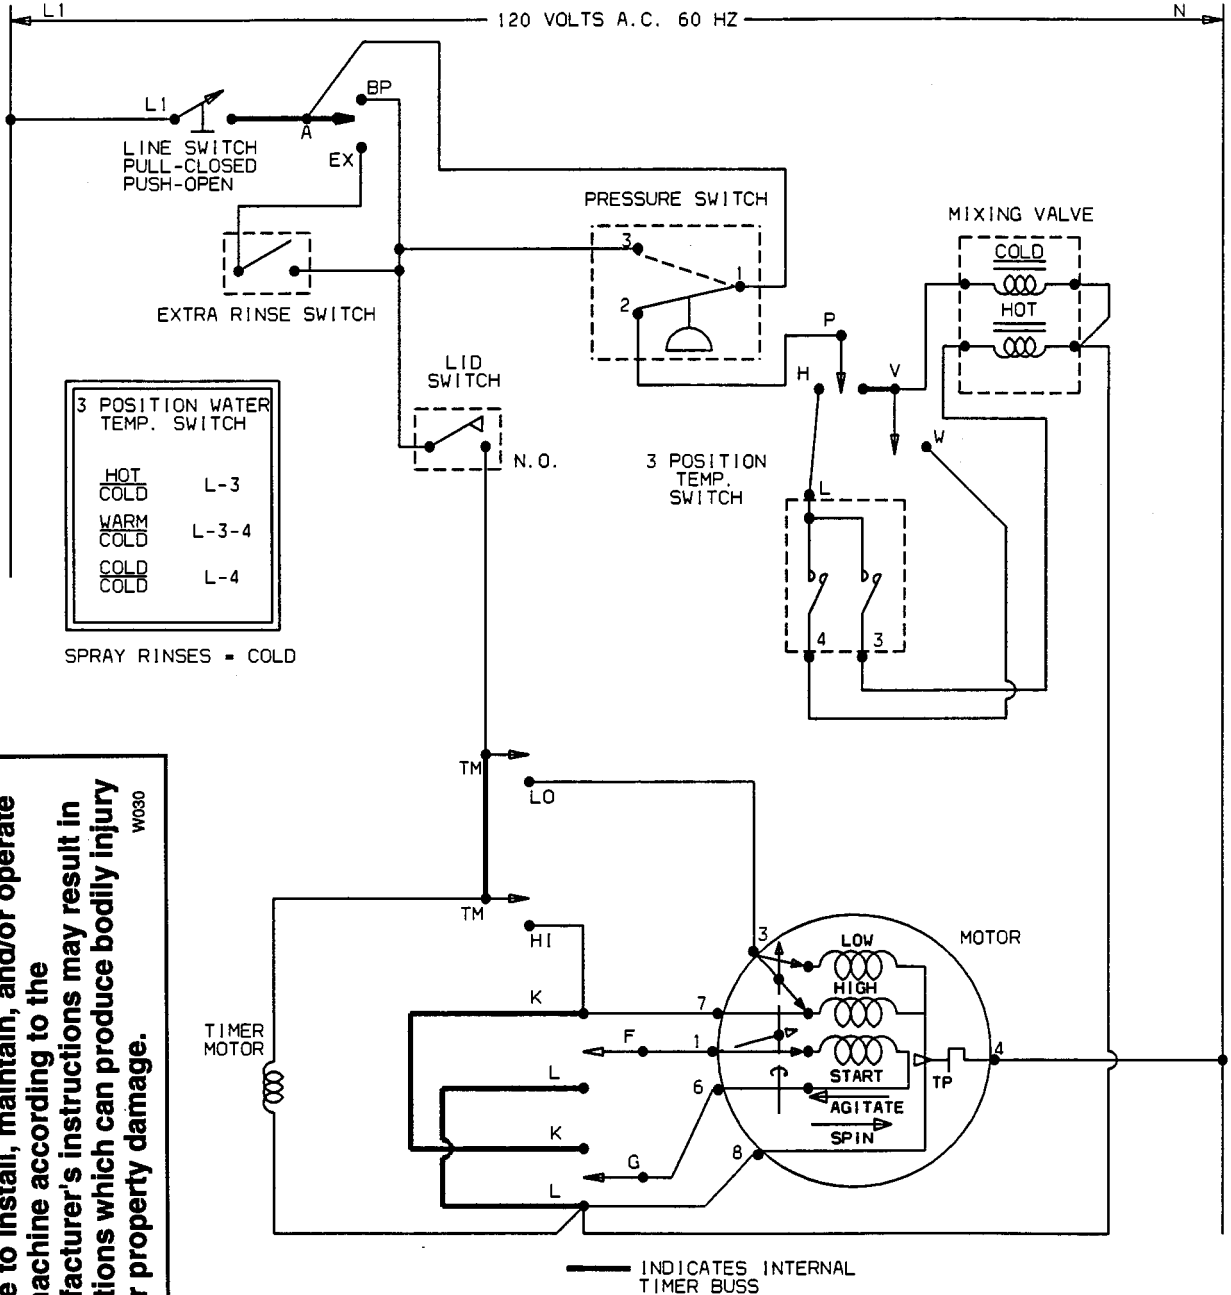 L1
120 VOLTS A.C. 60 HZ
N
L1
A
BP
EX
LINE SWITCH
PULL-CLOSED
PUSH-OPEN
PRESSURE SWITCH
3
1
2
MIXING VALVE
COLD
HOT
EXTRA RINSE SWITCH
LID
SWITCH
N.O.
P
H
V
W
3 POSITION
TEMP.
SWITCH
L
4
3
3 POSITION WATER
TEMP. SWITCH
HOT
COLD
L-3
WARM
COLD
L-3-4
COLD
COLD
L-4
SPRAY RINSES = COLD
TM
LO
TM
HI
TIMER
MOTOR
K
F
L
K
G
L
3
7
1
6
8
4
LOW
HIGH
START
TP
AGITATE
SPIN
MOTOR
INDICATES INTERNAL
TIMER BUSS
e to install, maintain, and/or operate
achine according to the
facturer's instructions may result in
tions which can produce bodily injury
r property damage.
W030